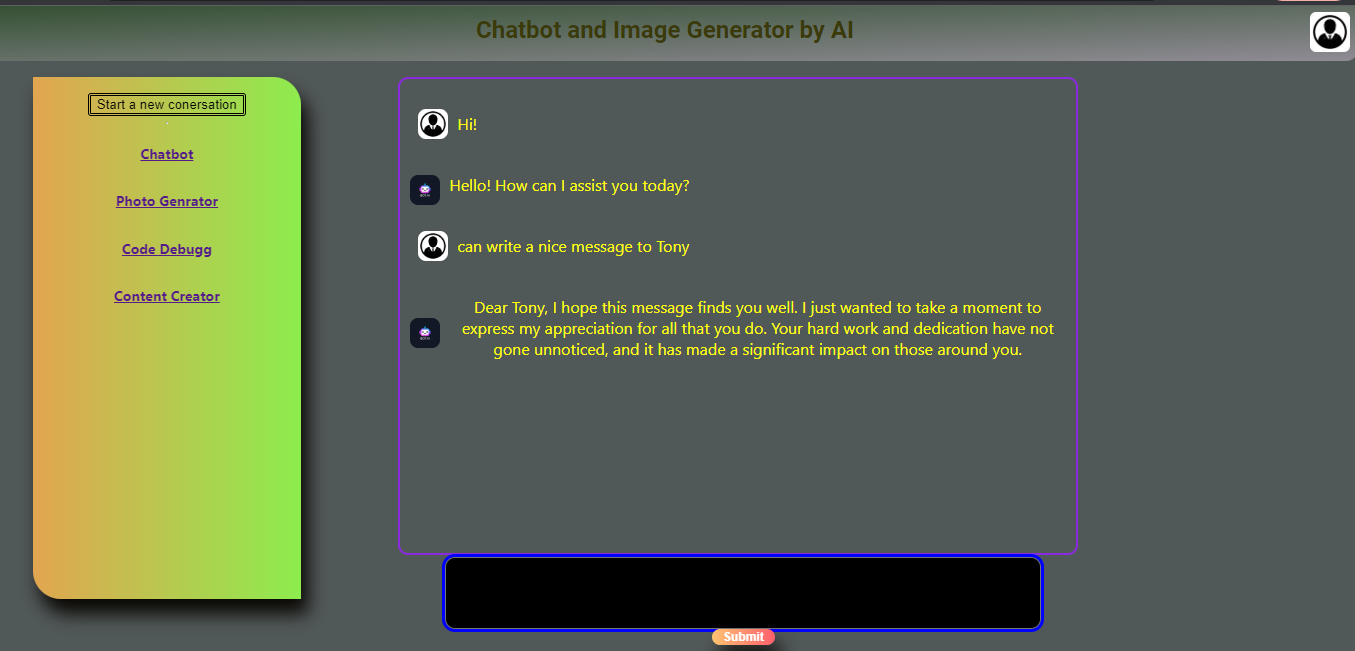 Chatbot and Image Generator by AI
Start a new conersation
Chatbot
Photo Genrator
Code Debugg
Content Creator
Hi!
Hello! How can I assist you today?
can write a nice message to Tony
Dear Tony, I hope this message finds you well. I just wanted to take a moment to
express my appreciation for all that you do. Your hard work and dedication have not
gone unnoticed, and it has made a significant impact on those around you.
Submit